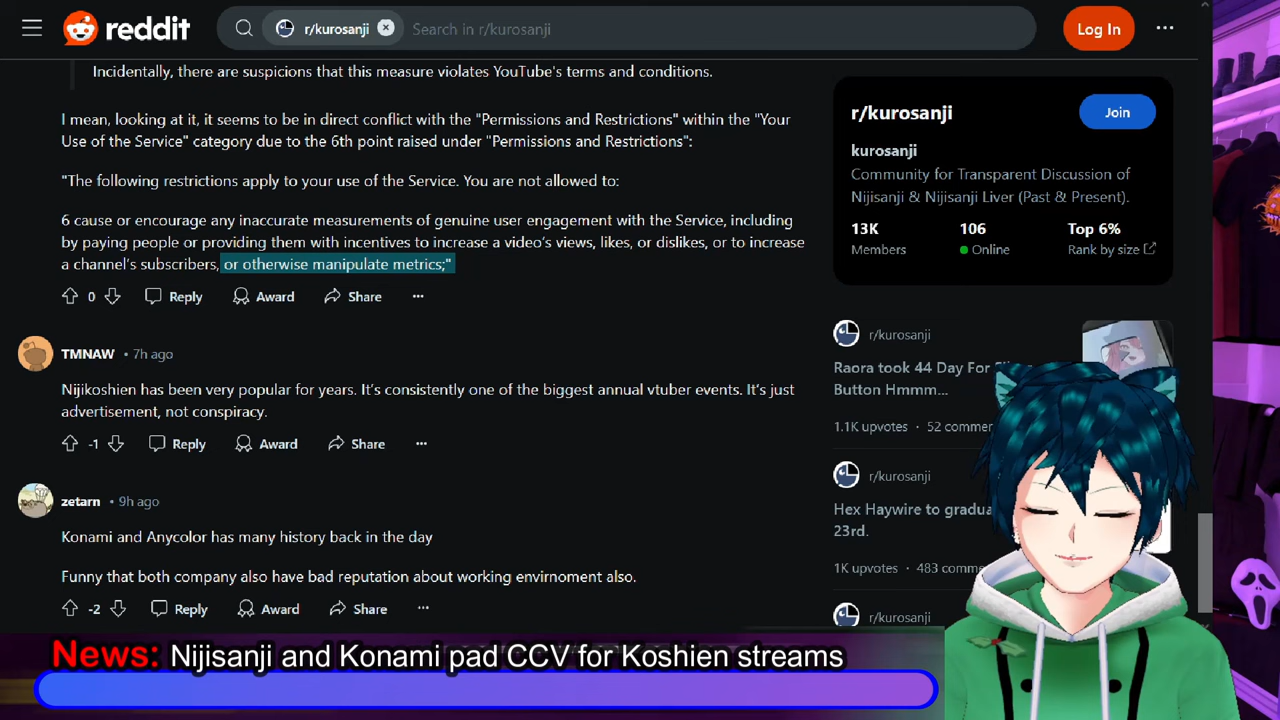 reddit
r/kurosanji
Search in r/kurosanji
Log In
Incidentally, there are suspicions that this measure violates YouTube's terms and conditions.
I mean, looking at it, it seems to be in direct conflict with the "Permissions and Restrictions" within the "Your
Use of the Service" category due to the 6th point raised under "Permissions and Restrictions":
"The following restrictions apply to your use of the Service. You are not allowed to:
6 cause or encourage any inaccurate measurements of genuine user engagement with the Service, including
by paying people or providing them with incentives to increase a video's views, likes, or dislikes, or to increase
a channel's subscribers, or otherwise manipulate metrics;"
0 Reply Award Share
TMNAW • 7h ago
Nijikoshien has been very popular for years. It's consistently one of the biggest annual vtuber events. It's just
advertisement, not conspiracy.
-1 Reply Award Share
zetarn • 9h ago
Konami and Anycolor has many history back in the day
Funny that both company also have bad reputation about working envirnoment also.
-2 Reply Award Share
r/kurosanji
Join
kurosanji
Community for Transparent Discussion of
Nijisanji & Nijisanji Liver (Past & Present).
13K 106 Top 6%
Members Online Rank by size
r/kurosanji
Raora took 44 Day For
Button Hmmm...
1.1K upvotes 52
r/kurosanji
Hex Haywire to
23rd.
1K upvotes 483
r/kurosanji
News: Nijisanji and Konami pad CCV for Koshien streams